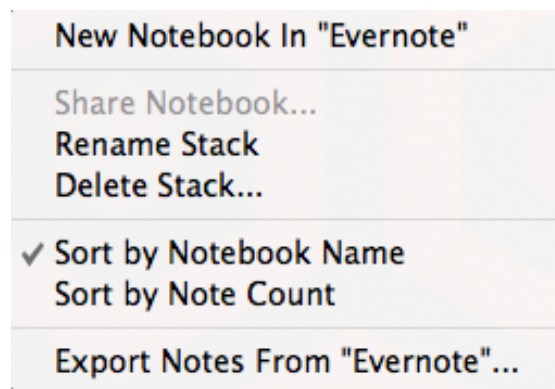 New Notebook In "Evernote"
Share Notebook...
Rename Stack
Delete Stack...
✓ Sort by Notebook Name
Sort by Note Count
Export Notes From "Evernote"...